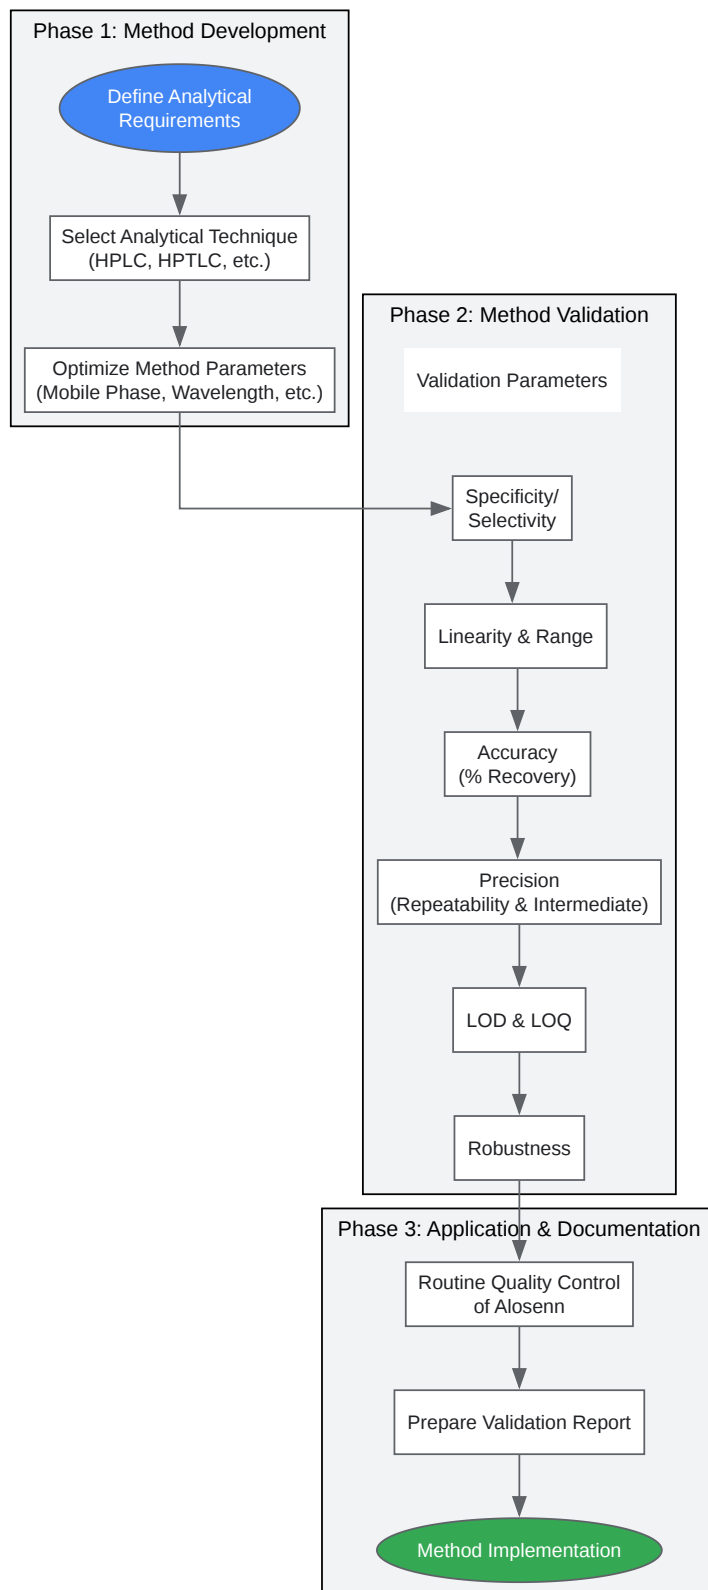 Phase 1: Method Development
Define Analytical
Requirements
Select Analytical Technique
(HPLC, HPTLC, etc.)
Optimize Method Parameters
(Mobile Phase, Wavelength, etc.)
Phase 2: Method Validation
Validation Parameters
Specificity/
Selectivity
Linearity & Range
Accuracy
(% Recovery)
Precision
(Repeatability & Intermediate)
LOD & LOQ
Robustness
Phase 3: Application & Documentation
Routine Quality Control
of Alosenn
Prepare Validation Report
Method Implementation